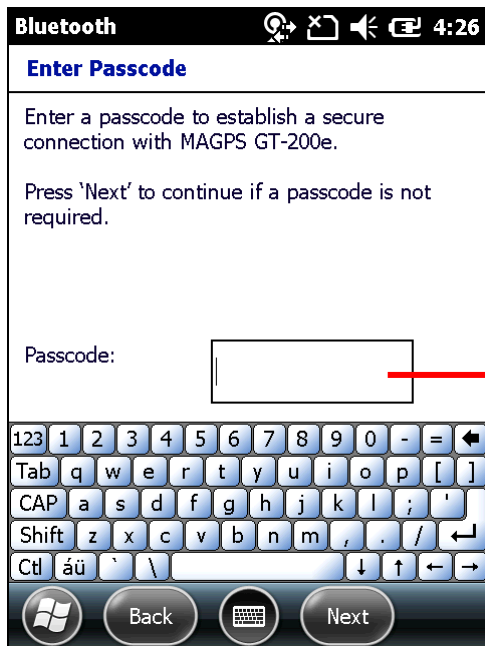 Bluetooth 4:26
Enter Passcode
Enter a passcode to establish a secure
connection with MAGPS GT-200e.
Press ‘Next’ to continue if a passcode is not
required.
Passcode:
123 1 2 3 4 5 6 7 8 9 0 - =
Tab q w e r t y u i o p [ ]
CAP a s d f g h j k l ; '
Shift z x c v b n m , . /
Ctl áü ` \
Back Next